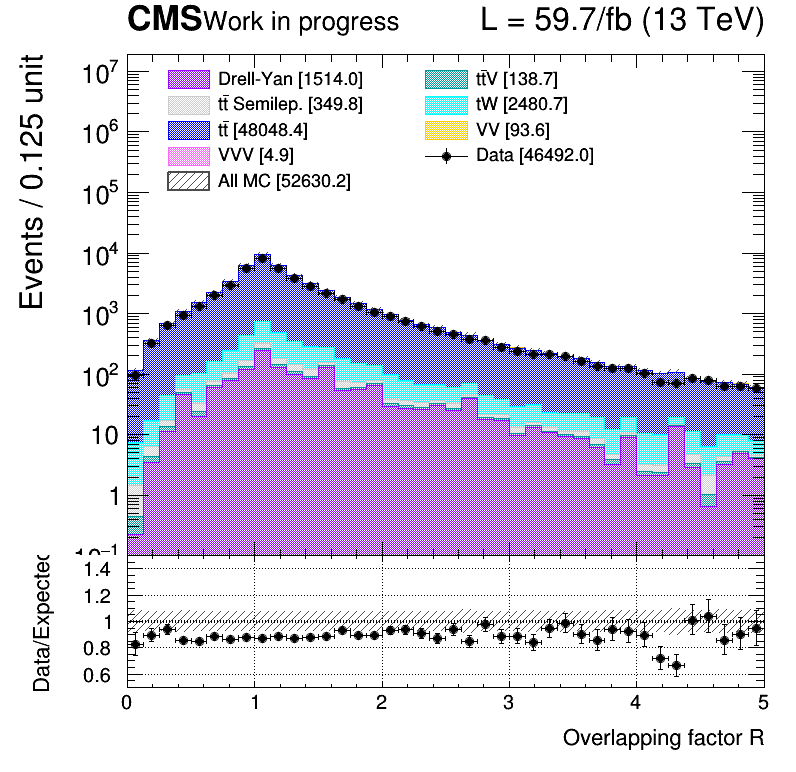 CMS Work in progress L = 59.7/fb (13 TeV)
Events / 0.125 unit
10⁷
10⁶
10⁵
10⁴
10³
10²
10
1
10⁻¹
Drell-Yan [1514.0]
tt̄ Semilep. [349.8]
tt̄ [48048.4]
VVV [4.9]
All MC [52630.2]
tt̄V [138.7]
tW [2480.7]
VV [93.6]
Data [46492.0]
Data/Expected
1.4
1.2
1
0.8
0.6
0 1 2 3 4 5
Overlapping factor R